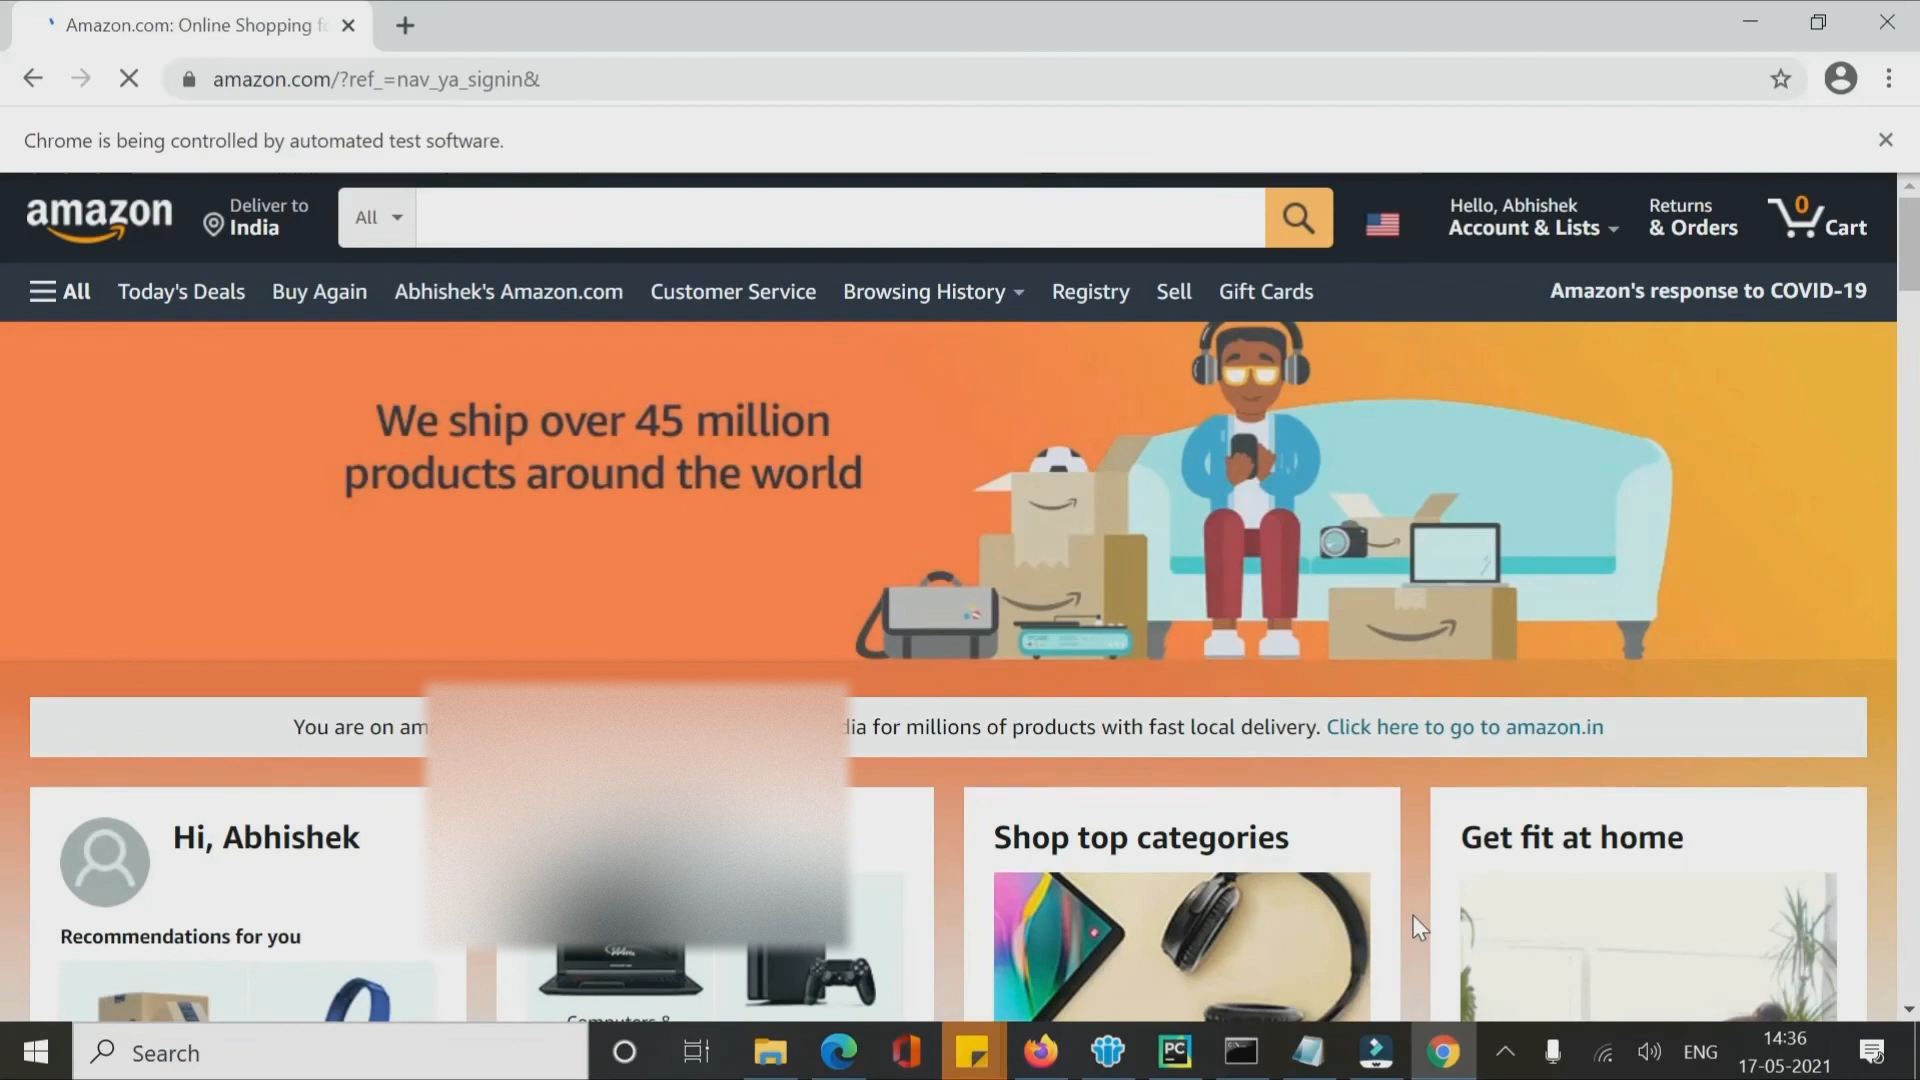 Amazon.com: Online Shopping f
amazon.com/?ref_=nav_ya_signin&
Chrome is being controlled by automated test software.
amazon
Deliver to
India
All
Hello, Abhishek
Account & Lists
Returns
& Orders
0
Cart
All
Today's Deals
Buy Again
Abhishek's Amazon.com
Customer Service
Browsing History
Registry
Sell
Gift Cards
Amazon's response to COVID-19
We ship over 45 million
products around the world
You are on am
dia for millions of products with fast local delivery. Click here to go to amazon.in
Hi, Abhishek
Recommendations for you
Shop top categories
Get fit at home
Computers &
Search
PC
ENG
14:36
17-05-2021